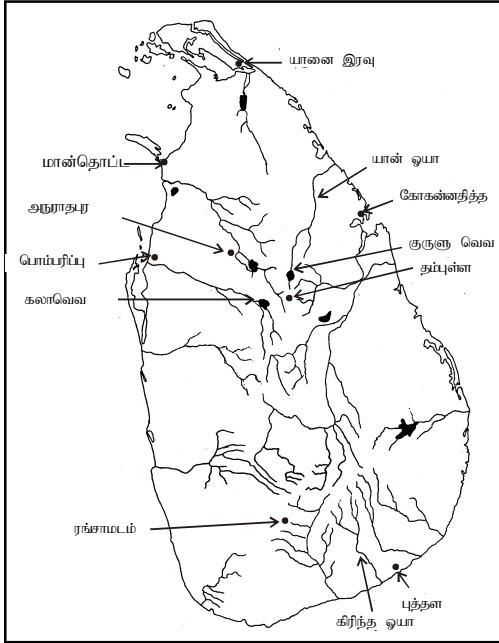 யானை இரவு
மான்தொட்ட
யான் ஓயா
கோகன்னதித்த
அநுராதபுர
குருளு வெவ
பொம்பரிப்பு
தம்புள்ள
கலாவெவ
ரங்சாமடம்
புத்தள
கிரிந்த ஓயா